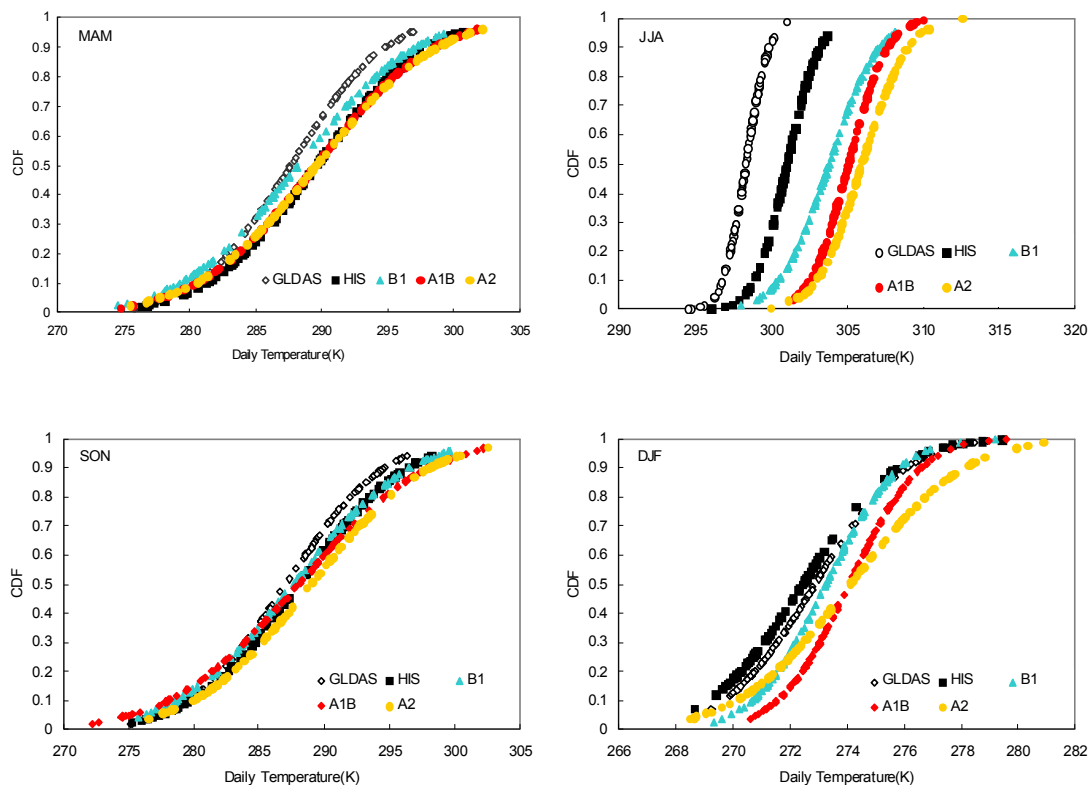 MAM
CDF
1
0.9
0.8
0.7
0.6
0.5
0.4
0.3
0.2
0.1
0
GLDAS HIS B1 A1B A2
270 275 280 285 290 295 300 305
Daily Temperature(K)
JJA
CDF
1
0.9
0.8
0.7
0.6
0.5
0.4
0.3
0.2
0.1
0
GLDAS HIS B1
A1B A2
290 295 300 305 310 315 320
Daily Temperature(K)
SON
CDF
1
0.9
0.8
0.7
0.6
0.5
0.4
0.3
0.2
0.1
0
GLDAS HIS B1
A1B A2
270 275 280 285 290 295 300 305
Daily Temperature(K)
DJF
CDF
1
0.9
0.8
0.7
0.6
0.5
0.4
0.3
0.2
0.1
0
GLDAS HIS B1
A1B A2
266 268 270 272 274 276 278 280 282
Daily Temperature(K)